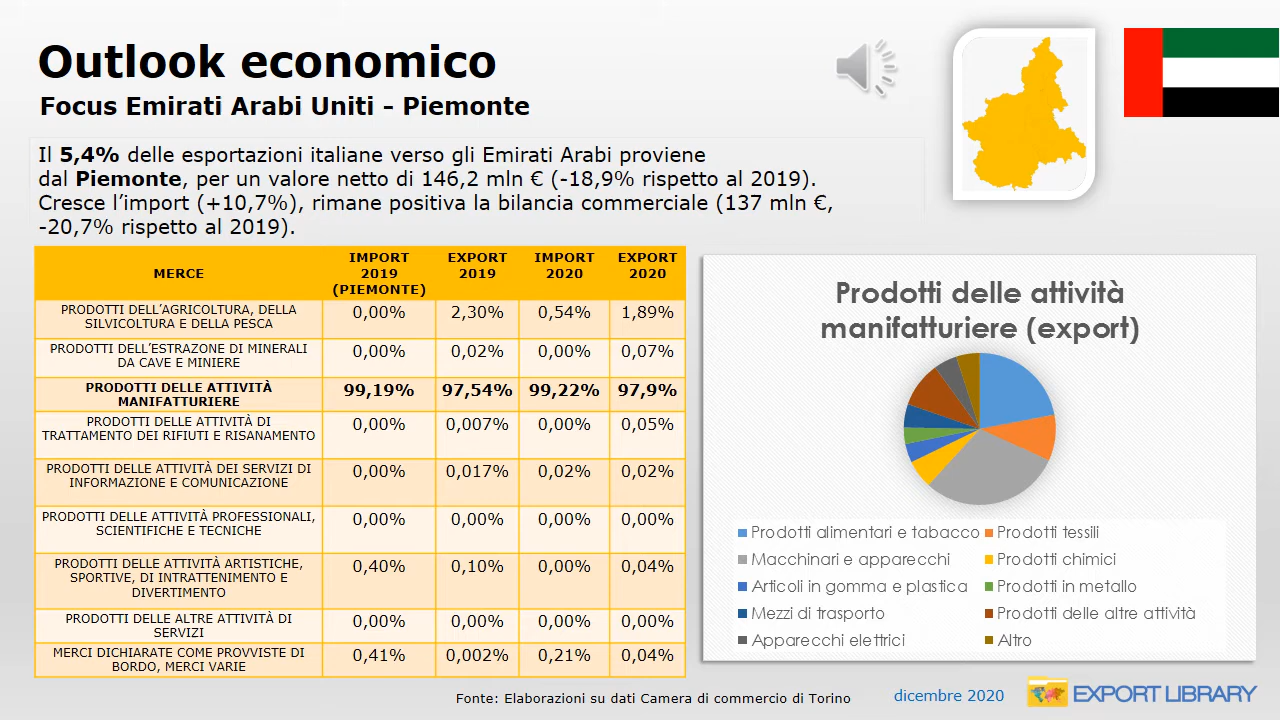 Outlook economico
Focus Emirati Arabi Uniti – Piemonte
Il 5,4% delle esportazioni italiane verso gli Emirati Arabi proviene
dal Piemonte, per un valore netto di 146,2 mln € (-18,9% rispetto al 2019).
Cresce l’import (+10,7%), rimane positiva la bilancia commerciale (137 mln €,
-20,7% rispetto al 2019).
MERCE
IMPORT
2019
(PIEMONTE)
EXPORT
2019
IMPORT
2020
EXPORT
2020
PRODOTTI DELL’AGRICOLTURA, DELLA
SILVICOLTURA E DELLA PESCA
0,00% 2,30% 0,54% 1,89%
PRODOTTI DELL’ESTRAZIONE DI MINERALI
DA CAVE E MINIERE
0,00% 0,02% 0,00% 0,07%
PRODOTTI DELLE ATTIVITÀ
MANIFATTURIERE
99,19% 97,54% 99,22% 97,9%
PRODOTTI DELLE ATTIVITÀ DI
TRATTAMENTO DEI RIFIUTI E RISANAMENTO
0,00% 0,007% 0,00% 0,05%
PRODOTTI DELLE ATTIVITÀ DEI SERVIZI DI
INFORMAZIONE E COMUNICAZIONE
0,00% 0,017% 0,02% 0,02%
PRODOTTI DELLE ATTIVITÀ PROFESSIONALI,
SCIENTIFICHE E TECNICHE
0,00% 0,00% 0,00% 0,00%
PRODOTTI DELLE ATTIVITÀ ARTISTICHE,
SPORTIVE, DI INTRATTENIMENTO E
DIVERTIMENTO
0,40% 0,10% 0,00% 0,04%
PRODOTTI DELLE ALTRE ATTIVITÀ DI
SERVIZI
0,00% 0,00% 0,00% 0,00%
MERCI DICHIARATE COME PROVVISTE DI
BORDO, MERCI VARIE
0,41% 0,002% 0,21% 0,04%
Prodotti delle attività
manifatturiere (export)
Prodotti alimentari e tabacco Prodotti tessili
Macchinari e apparecchi Prodotti chimici
Articoli in gomma e plastica Prodotti in metallo
Mezzi di trasporto Prodotti delle altre attività
Apparecchi elettrici Altro
Fonte: Elaborazioni su dati Camera di commercio di Torino
dicembre 2020
EXPORT LIBRARY